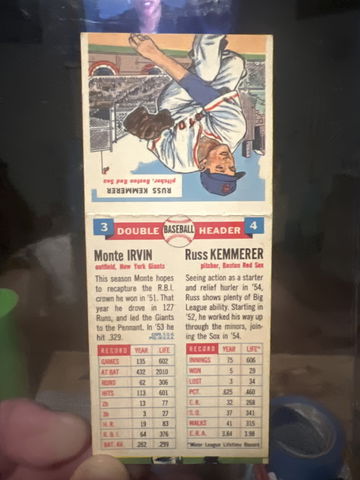 RUSS KEMMERER
pitcher, Boston Red Sox
3 DOUBLE BASEBALL HEADER 4
Monte IRVIN
outfield, New York Giants
This season Monte hopes
to recapture the R.B.I.
crown he won in '51. That
year he drove in 127
Runs, and led the Giants
to the Pennant. In '53 he
hit .329.
RECORD YEAR LIFE
GAMES 135 602
AT BAT 432 2010
RUNS 62 306
HITS 113 601
2b 13 77
3b 3 27
H. R. 19 83
R. B. I. 64 376
BAT. AV. .262 .299
Russ KEMMERER
pitcher, Boston Red Sox
Seeing action as a starter
and relief hurler in '54,
Russ shows plenty of Big
League ability. Starting in
'52, he worked his way up
through the minors, join-
ing the Sox in '54.
RECORD YEAR LIFE*
INNINGS 75 606
WON 5 29
LOST 3 34
PCT. .625 .460
E.R. 32 268
S.O. 37 341
WALKS 41 315
E.R.A. 3.84 3.98
*Minor League Lifetime Record